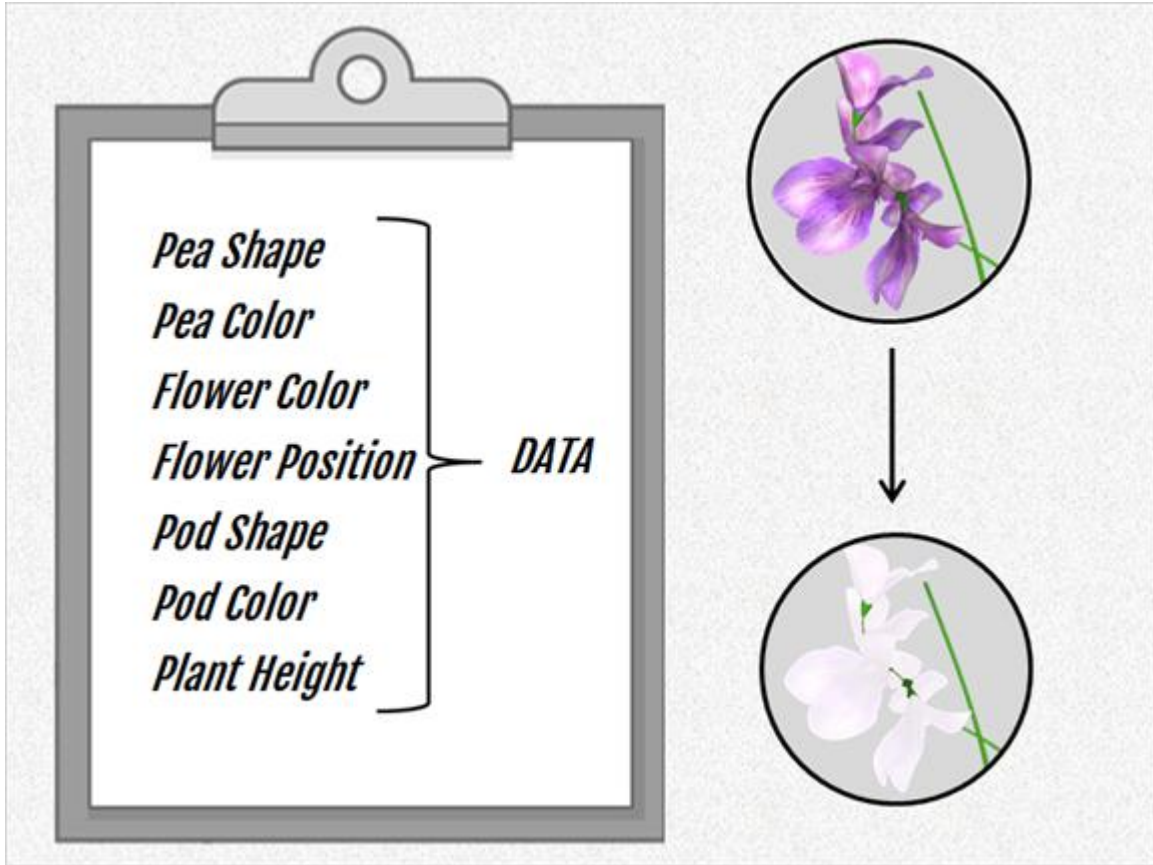 Pea Shape
Pea Color
Flower Color
Flower Position
DATA
Pod Shape
Pod Color
Plant Height